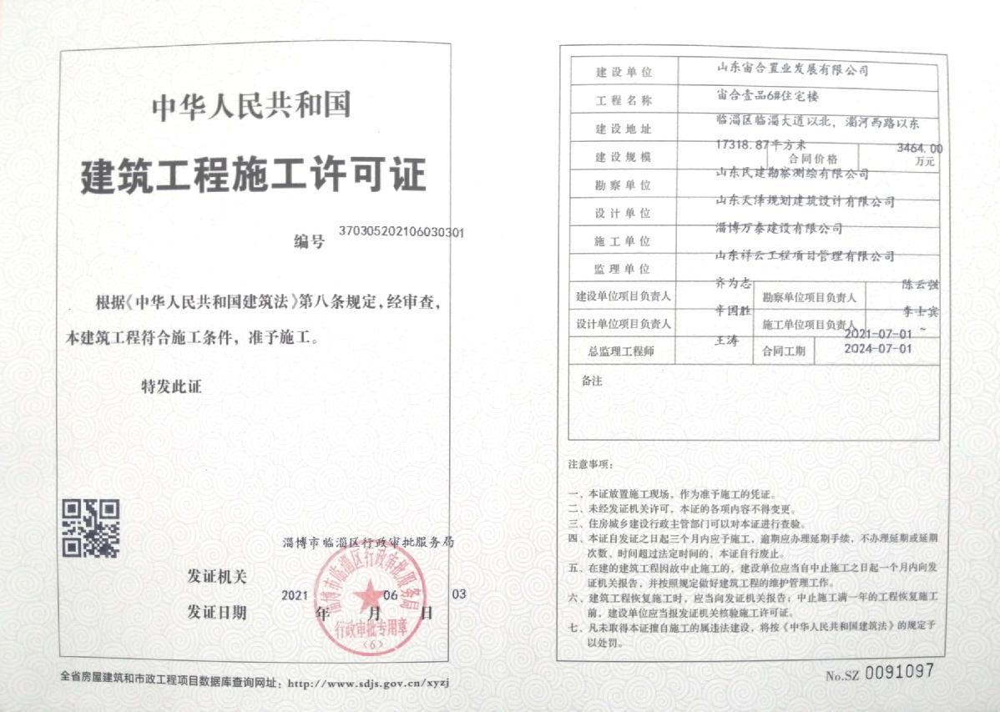 中华人民共和国
建筑工程施工许可证
编号 370305202106030301
根据《中华人民共和国建筑法》第八条规定,经审查,
本建筑工程符合施工条件，准予施工。
特发此证
淄博市临淄区行政审批服务局
发证机关
发证日期 2021 年 06 月 03 日
淄博市临淄区行政审批服务局
行政审批专用章
(6)
全省房屋建筑和市政工程项目数据库查询网址：http://www.sdjs.gov.cn/xyzj
建设单位 山东宙合置业发展有限公司
工程名称 宙合壹品6#住宅楼
建设地址 临淄区临淄大道以北，淄河西路以东
建设规模 17318.87平方米 合同价格 3464.00 万元
勘察单位 山东民建勘察测绘有限公司
设计单位 山东天泽规划建筑设计有限公司
施工单位 淄博万泰建设有限公司
监理单位 山东祥云工程项目管理有限公司
建设单位项目负责人 齐为志 勘察单位项目负责人 陈云强
设计单位项目负责人 辛国胜 施工单位项目负责人 李士宾
总监理工程师 王涛 合同工期 2021-07-01 ~
2024-07-01
备注
注意事项：
一、本证放置施工现场，作为准予施工的凭证。
二、未经发证机关许可，本证的各项内容不得变更。
三、住房城乡建设行政主管部门可以对本证进行查验。
四、本证自发证之日起三个月内应予施工，逾期应办理延期手续，不办理延期或延期
次数、时间超过法定时间的，本证自行废止。
五、在建的建筑工程因故中止施工的，建设单位应当自中止施工之日起一个月内向发
证机关报告，并按照规定做好建筑工程的维护管理工作。
六、建筑工程恢复施工时，应当向发证机关报告；中止施工满一年的工程恢复施工
前，建设单位应当报发证机关核验施工许可证。
七、凡未取得本证擅自施工的属违法建设，将按《中华人民共和国建筑法》的规定予
以处罚。
No.SZ 0091097